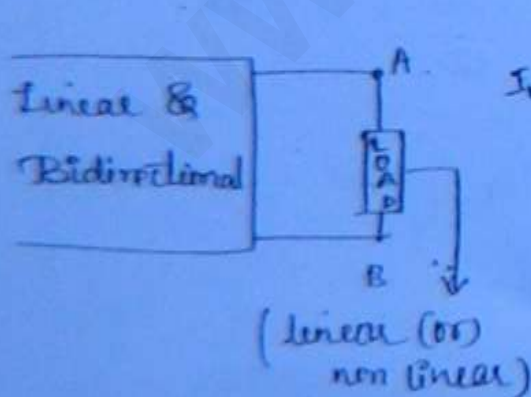 Linear &
Bidirectional
A.
LOAD
B
(linear (or)
non linear)